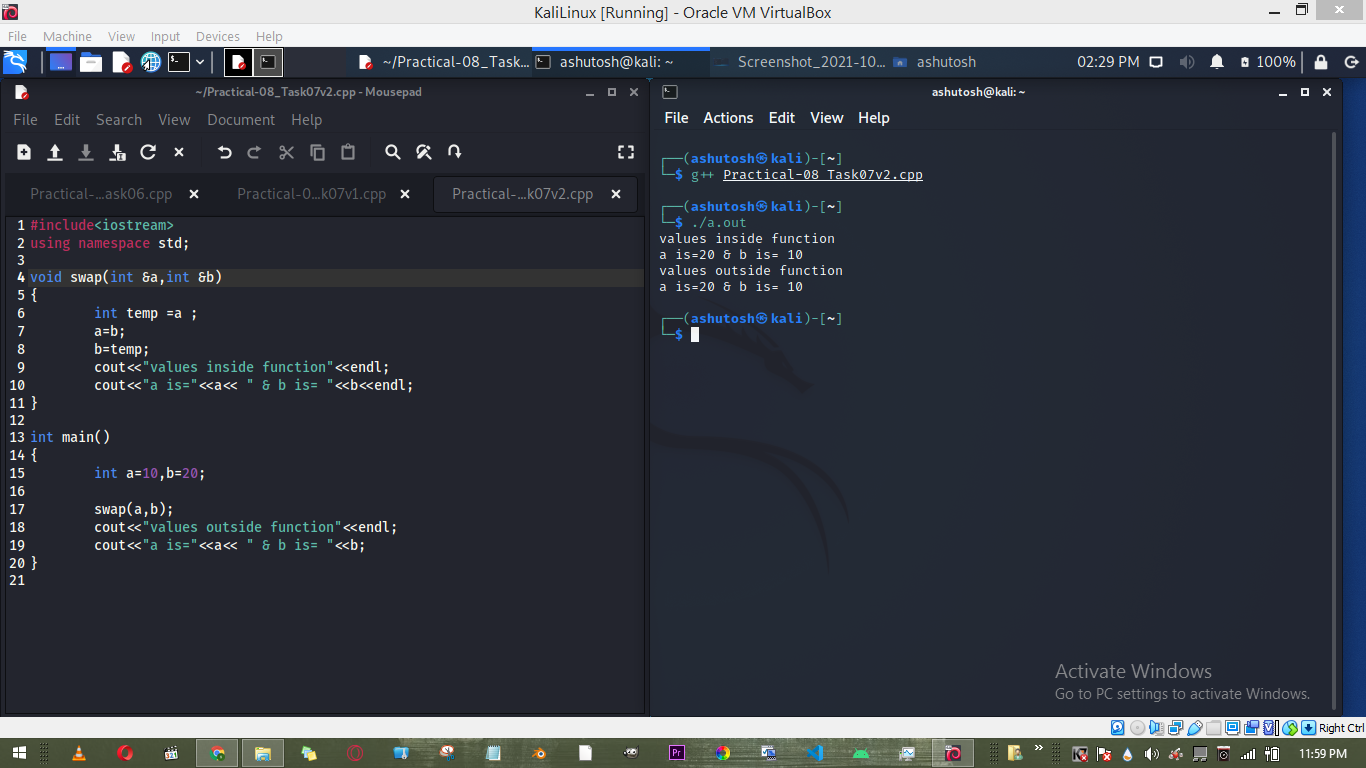 KaliLinux [Running] - Oracle VM VirtualBox
File Machine View Input Devices Help
~/Practical-08_Task... ashutosh@kali: ~ Screenshot_2021-10... ashutosh 02:29 PM 100%
~/Practical-08_Task07v2.cpp - Mousepad
File Edit Search View Document Help
Practical-...ask06.cpp Practical-0...k07v1.cpp Practical-...k07v2.cpp
1 #include<iostream>
2 using namespace std;
3
4 void swap(int &a,int &b)
5 {
6 int temp =a ;
7 a=b;
8 b=temp;
9 cout<<"values inside function"<<endl;
10 cout<<"a is="<<a<< " & b is= "<<b<<endl;
11 }
12
13 int main()
14 {
15 int a=10,b=20;
16
17 swap(a,b);
18 cout<<"values outside function"<<endl;
19 cout<<"a is="<<a<< " & b is= "<<b;
20 }
21
ashutosh@kali: ~
File Actions Edit View Help
┌──(ashutosh㉿kali)-[~]
└─$ g++ Practical-08_Task07v2.cpp
┌──(ashutosh㉿kali)-[~]
└─$ ./a.out
values inside function
a is=20 & b is= 10
values outside function
a is=20 & b is= 10
┌──(ashutosh㉿kali)-[~]
└─$
Activate Windows
Go to PC settings to activate Windows.
Right Ctrl
Pr
11:59 PM